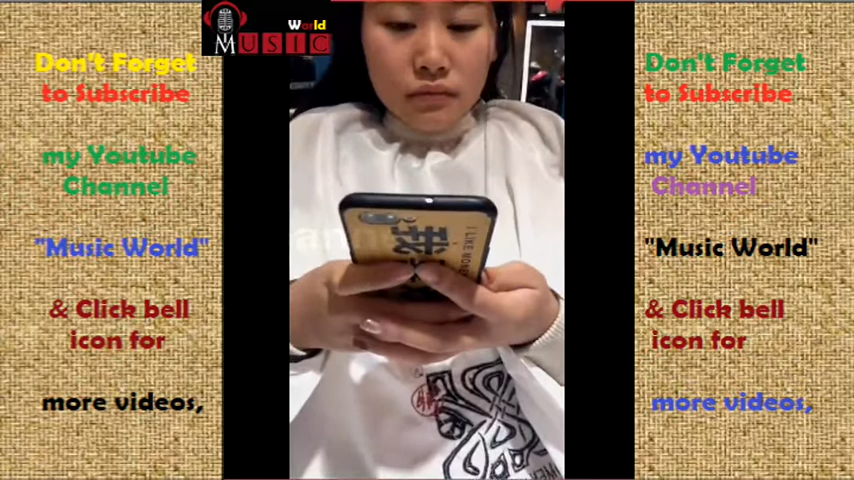 World
MUSIC
Don't Forget
to Subscribe
my Youtube
Channel
"Music World"
& Click bell
icon for
more videos,
我
I LIKE
Don't Forget
to Subscribe
my Youtube
Channel
"Music World"
& Click bell
icon for
more videos,